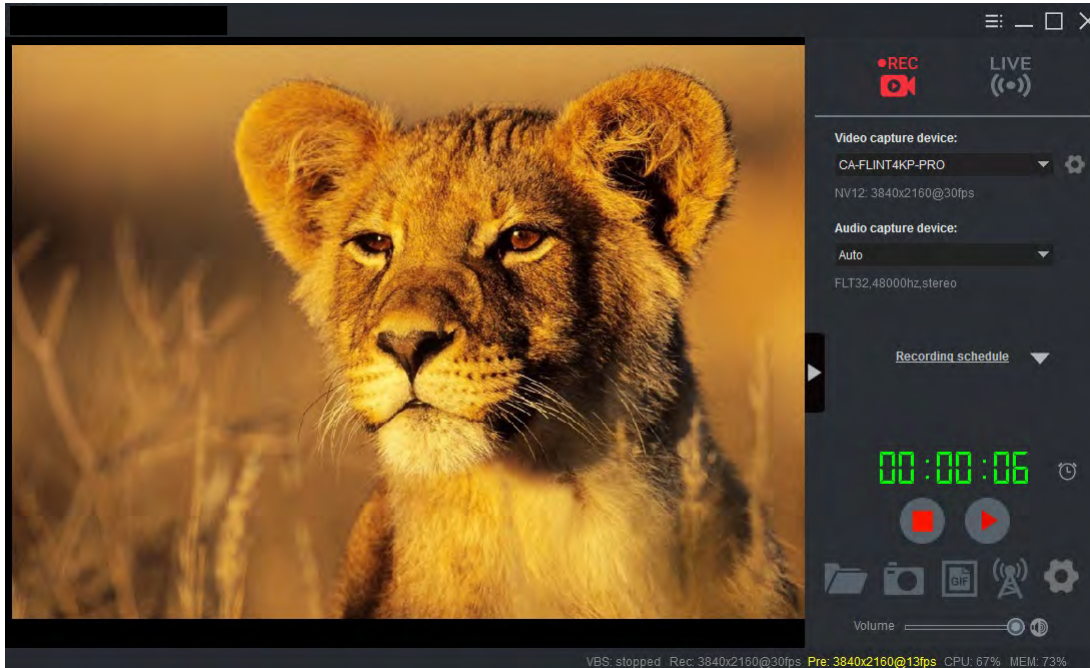 REC
LIVE
Video capture device:
CA-FLINT4KP-PRO
NV12: 3840x2160@30fps
Audio capture device:
Auto
FLT32,48000hz,stereo
Recording schedule
00:00:06
GIF
Volume
VBS: stopped Rec: 3840x2160@30fps Pre: 3840x2160@13fps CPU: 67% MEM: 73%